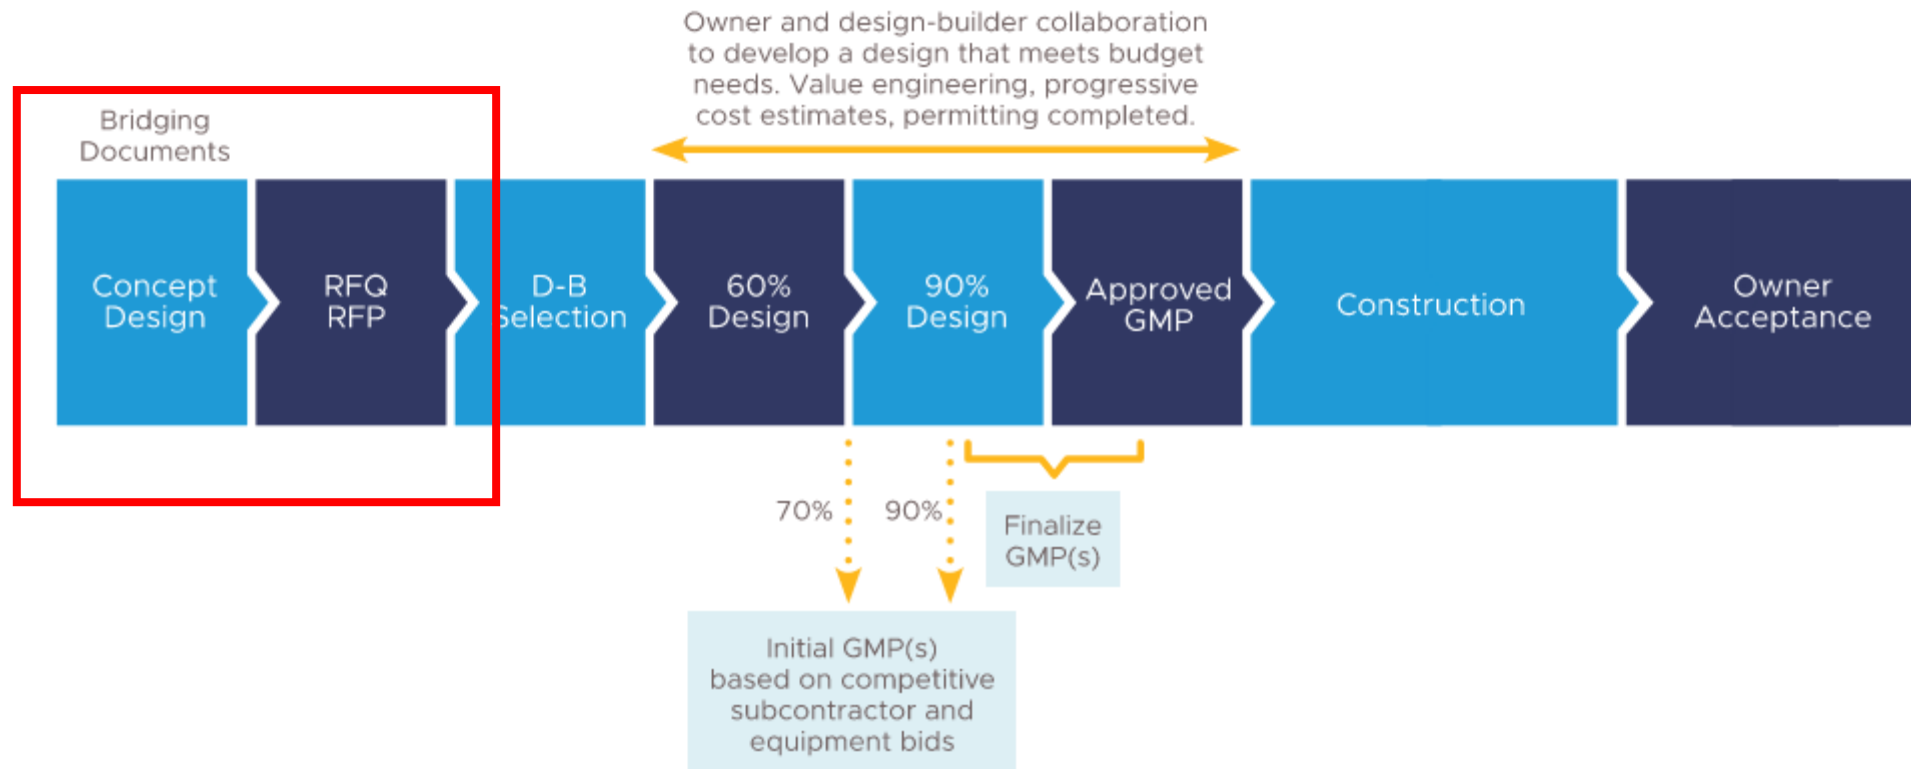 Owner and design-builder collaboration
to develop a design that meets budget
needs. Value engineering, progressive
cost estimates, permitting completed.
Bridging
Documents
Concept
Design
RFQ
RFP
D-B
Selection
60%
Design
90%
Design
Approved
GMP
Construction
Owner
Acceptance
70%
90%
Finalize
GMP(s)
Initial GMP(s)
based on competitive
subcontractor and
equipment bids